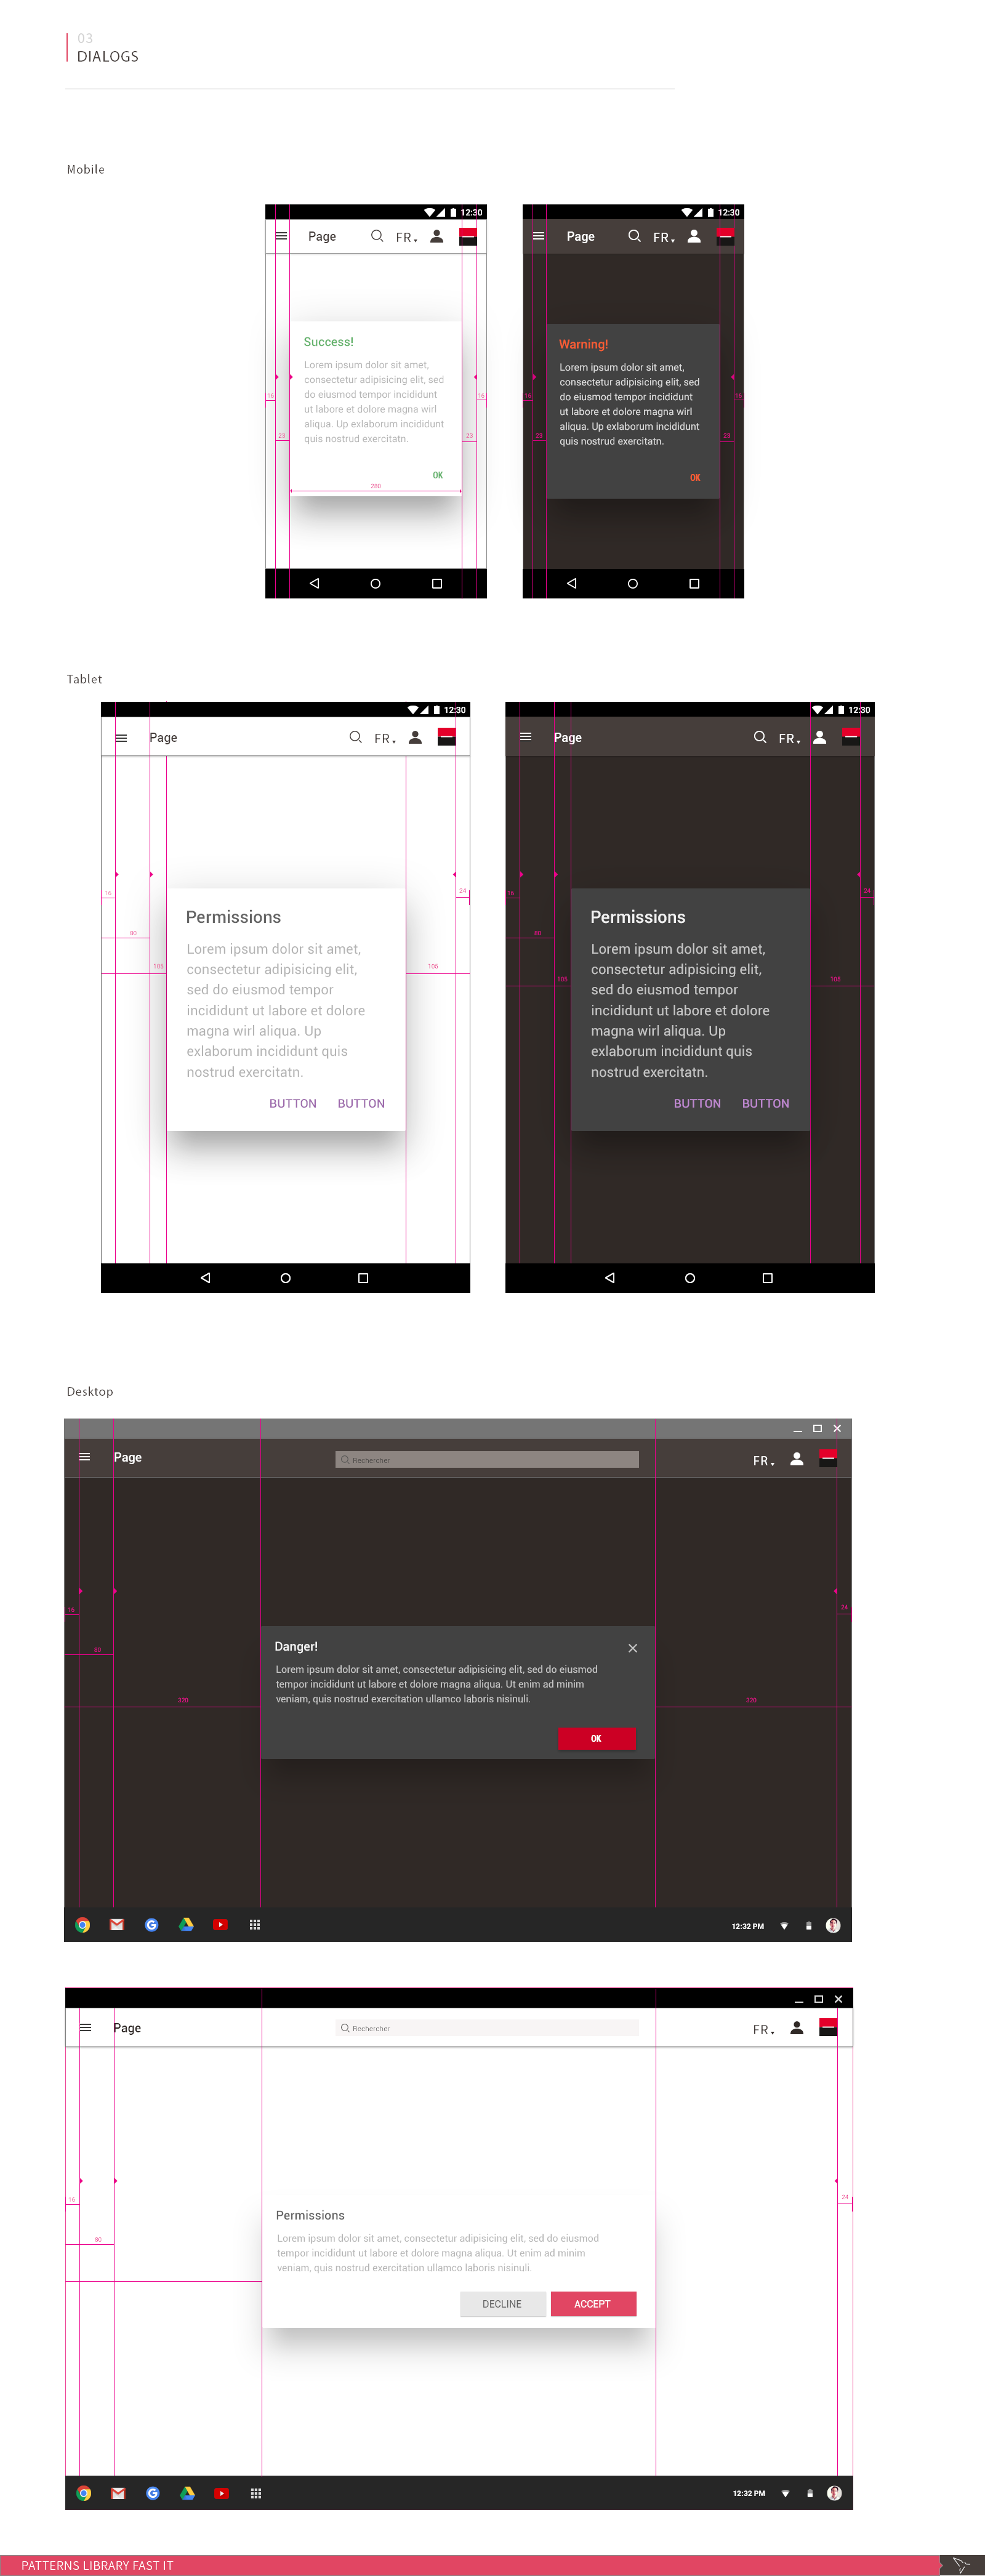 03
DIALOGS
Mobile
12:30
Page FR
Success!
Lorem ipsum dolor sit amet,
consectetur adipisicing elit, sed
do eiusmod tempor incididunt
ut labore et dolore magna wirl
aliqua. Up exlaborum incididunt
quis nostrud exercitatn.
OK
16
23
23
16
280
12:30
Page FR
Warning!
Lorem ipsum dolor sit amet,
consectetur adipisicing elit, sed
do eiusmod tempor incididunt
ut labore et dolore magna wirl
aliqua. Up exlaborum incididunt
quis nostrud exercitatn.
OK
16
23
23
16
Tablet
12:30
Page FR
16
80
105
105
24
Permissions
Lorem ipsum dolor sit amet,
consectetur adipisicing elit,
sed do eiusmod tempor
incididunt ut labore et dolore
magna wirl aliqua. Up
exlaborum incididunt quis
nostrud exercitatn.
BUTTON BUTTON
12:30
Page FR
16
80
105
105
24
Permissions
Lorem ipsum dolor sit amet,
consectetur adipisicing elit,
sed do eiusmod tempor
incididunt ut labore et dolore
magna wirl aliqua. Up
exlaborum incididunt quis
nostrud exercitatn.
BUTTON BUTTON
Desktop
Page Rechercher FR
16
80
320
320
24
Danger!
Lorem ipsum dolor sit amet, consectetur adipisicing elit, sed do eiusmod
tempor incididunt ut labore et dolore magna aliqua. Ut enim ad minim
veniam, quis nostrud exercitation ullamco laboris nisinuli.
OK
12:32 PM
Page Rechercher FR
16
80
24
Permissions
Lorem ipsum dolor sit amet, consectetur adipisicing elit, sed do eiusmod
tempor incididunt ut labore et dolore magna aliqua. Ut enim ad minim
veniam, quis nostrud exercitation ullamco laboris nisinuli.
DECLINE ACCEPT
12:32 PM
PATTERNS LIBRARY FAST IT